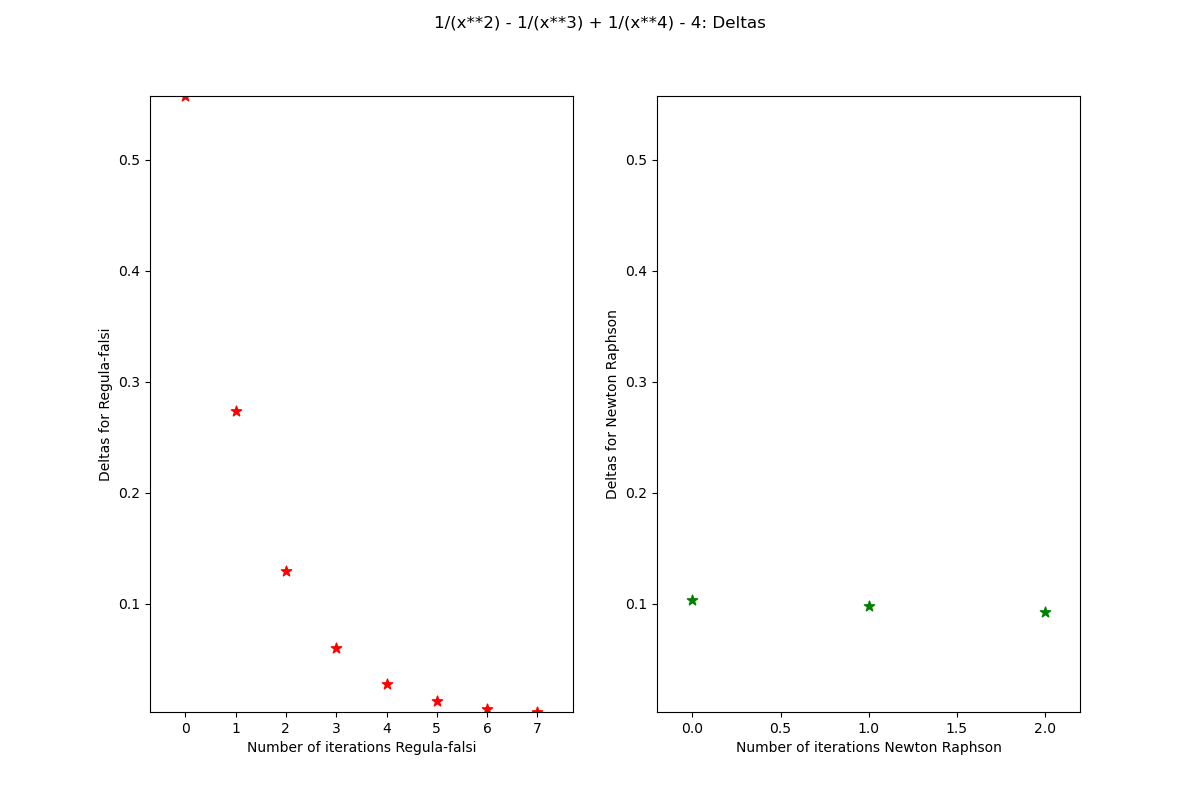 1/(x**2) - 1/(x**3) + 1/(x**4) - 4: Deltas
Deltas for Regula-falsi
0.5
0.4
0.3
0.2
0.1
0 1 2 3 4 5 6 7
Number of iterations Regula-falsi
Deltas for Newton Raphson
0.5
0.4
0.3
0.2
0.1
0.0 0.5 1.0 1.5 2.0
Number of iterations Newton Raphson